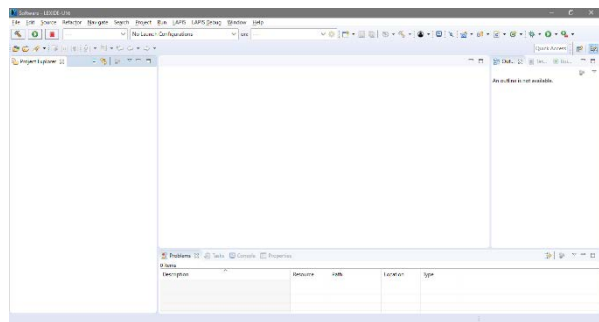 Software - LEXIDE-U16
File Edit Source Refactor Navigate Search Project Run LAPIS LAPIS Debug Window Help
No Launch Configurations on:
Quick Access
Project Explorer
Out...
An outline is not available.
Problems Tasks Console Properties
0 items
Description Resource Path Location Type